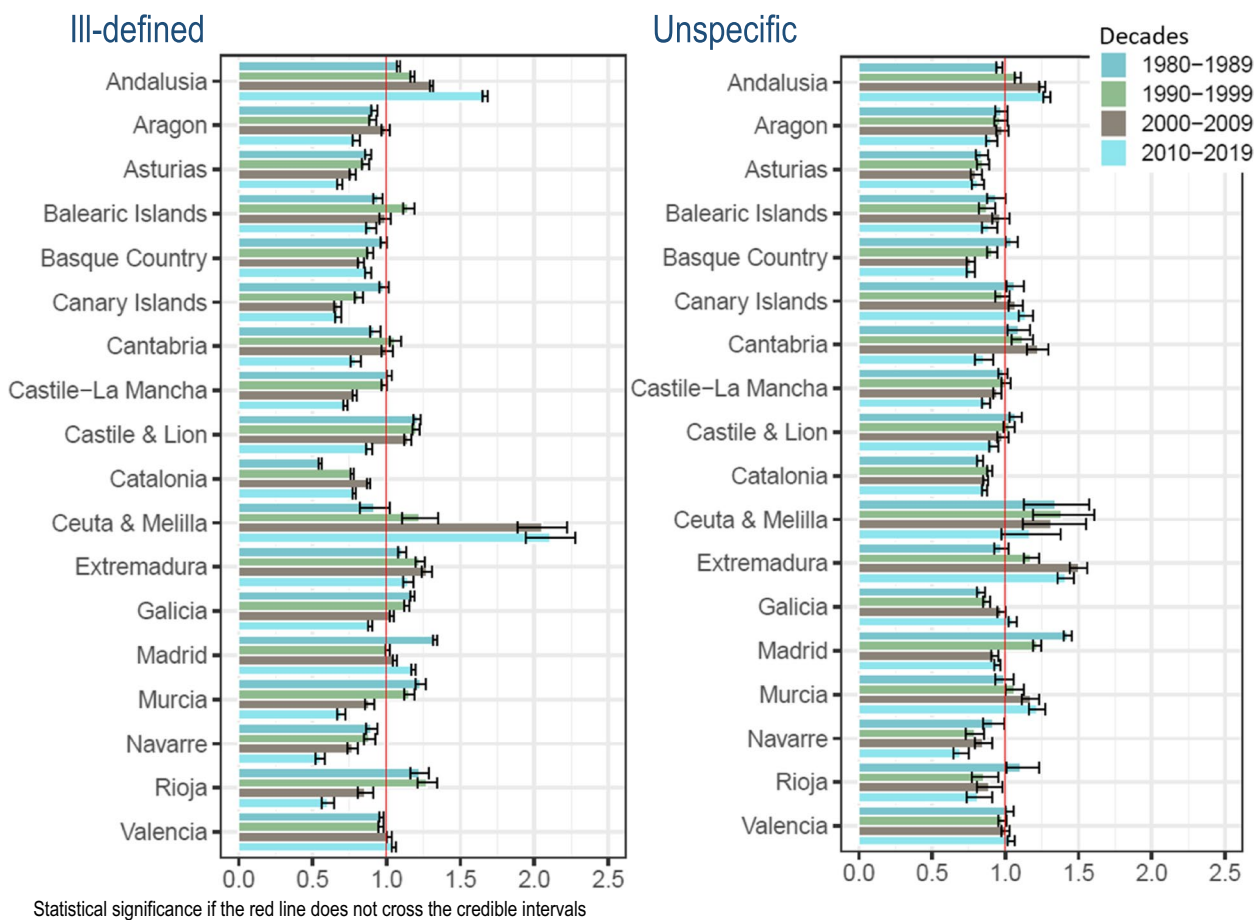 Ill-defined
Andalusia
Aragon
Asturias
Balearic Islands
Basque Country
Canary Islands
Cantabria
Castile−La Mancha
Castile & Lion
Catalonia
Ceuta & Melilla
Extremadura
Galicia
Madrid
Murcia
Navarre
Rioja
Valencia
0.0 0.5 1.0 1.5 2.0 2.5
Unspecific
Andalusia
Aragon
Asturias
Balearic Islands
Basque Country
Canary Islands
Cantabria
Castile−La Mancha
Castile & Lion
Catalonia
Ceuta & Melilla
Extremadura
Galicia
Madrid
Murcia
Navarre
Rioja
Valencia
0.0 0.5 1.0 1.5 2.0 2.5
Decades
1980−1989
1990−1999
2000−2009
2010−2019
Statistical significance if the red line does not cross the credible intervals